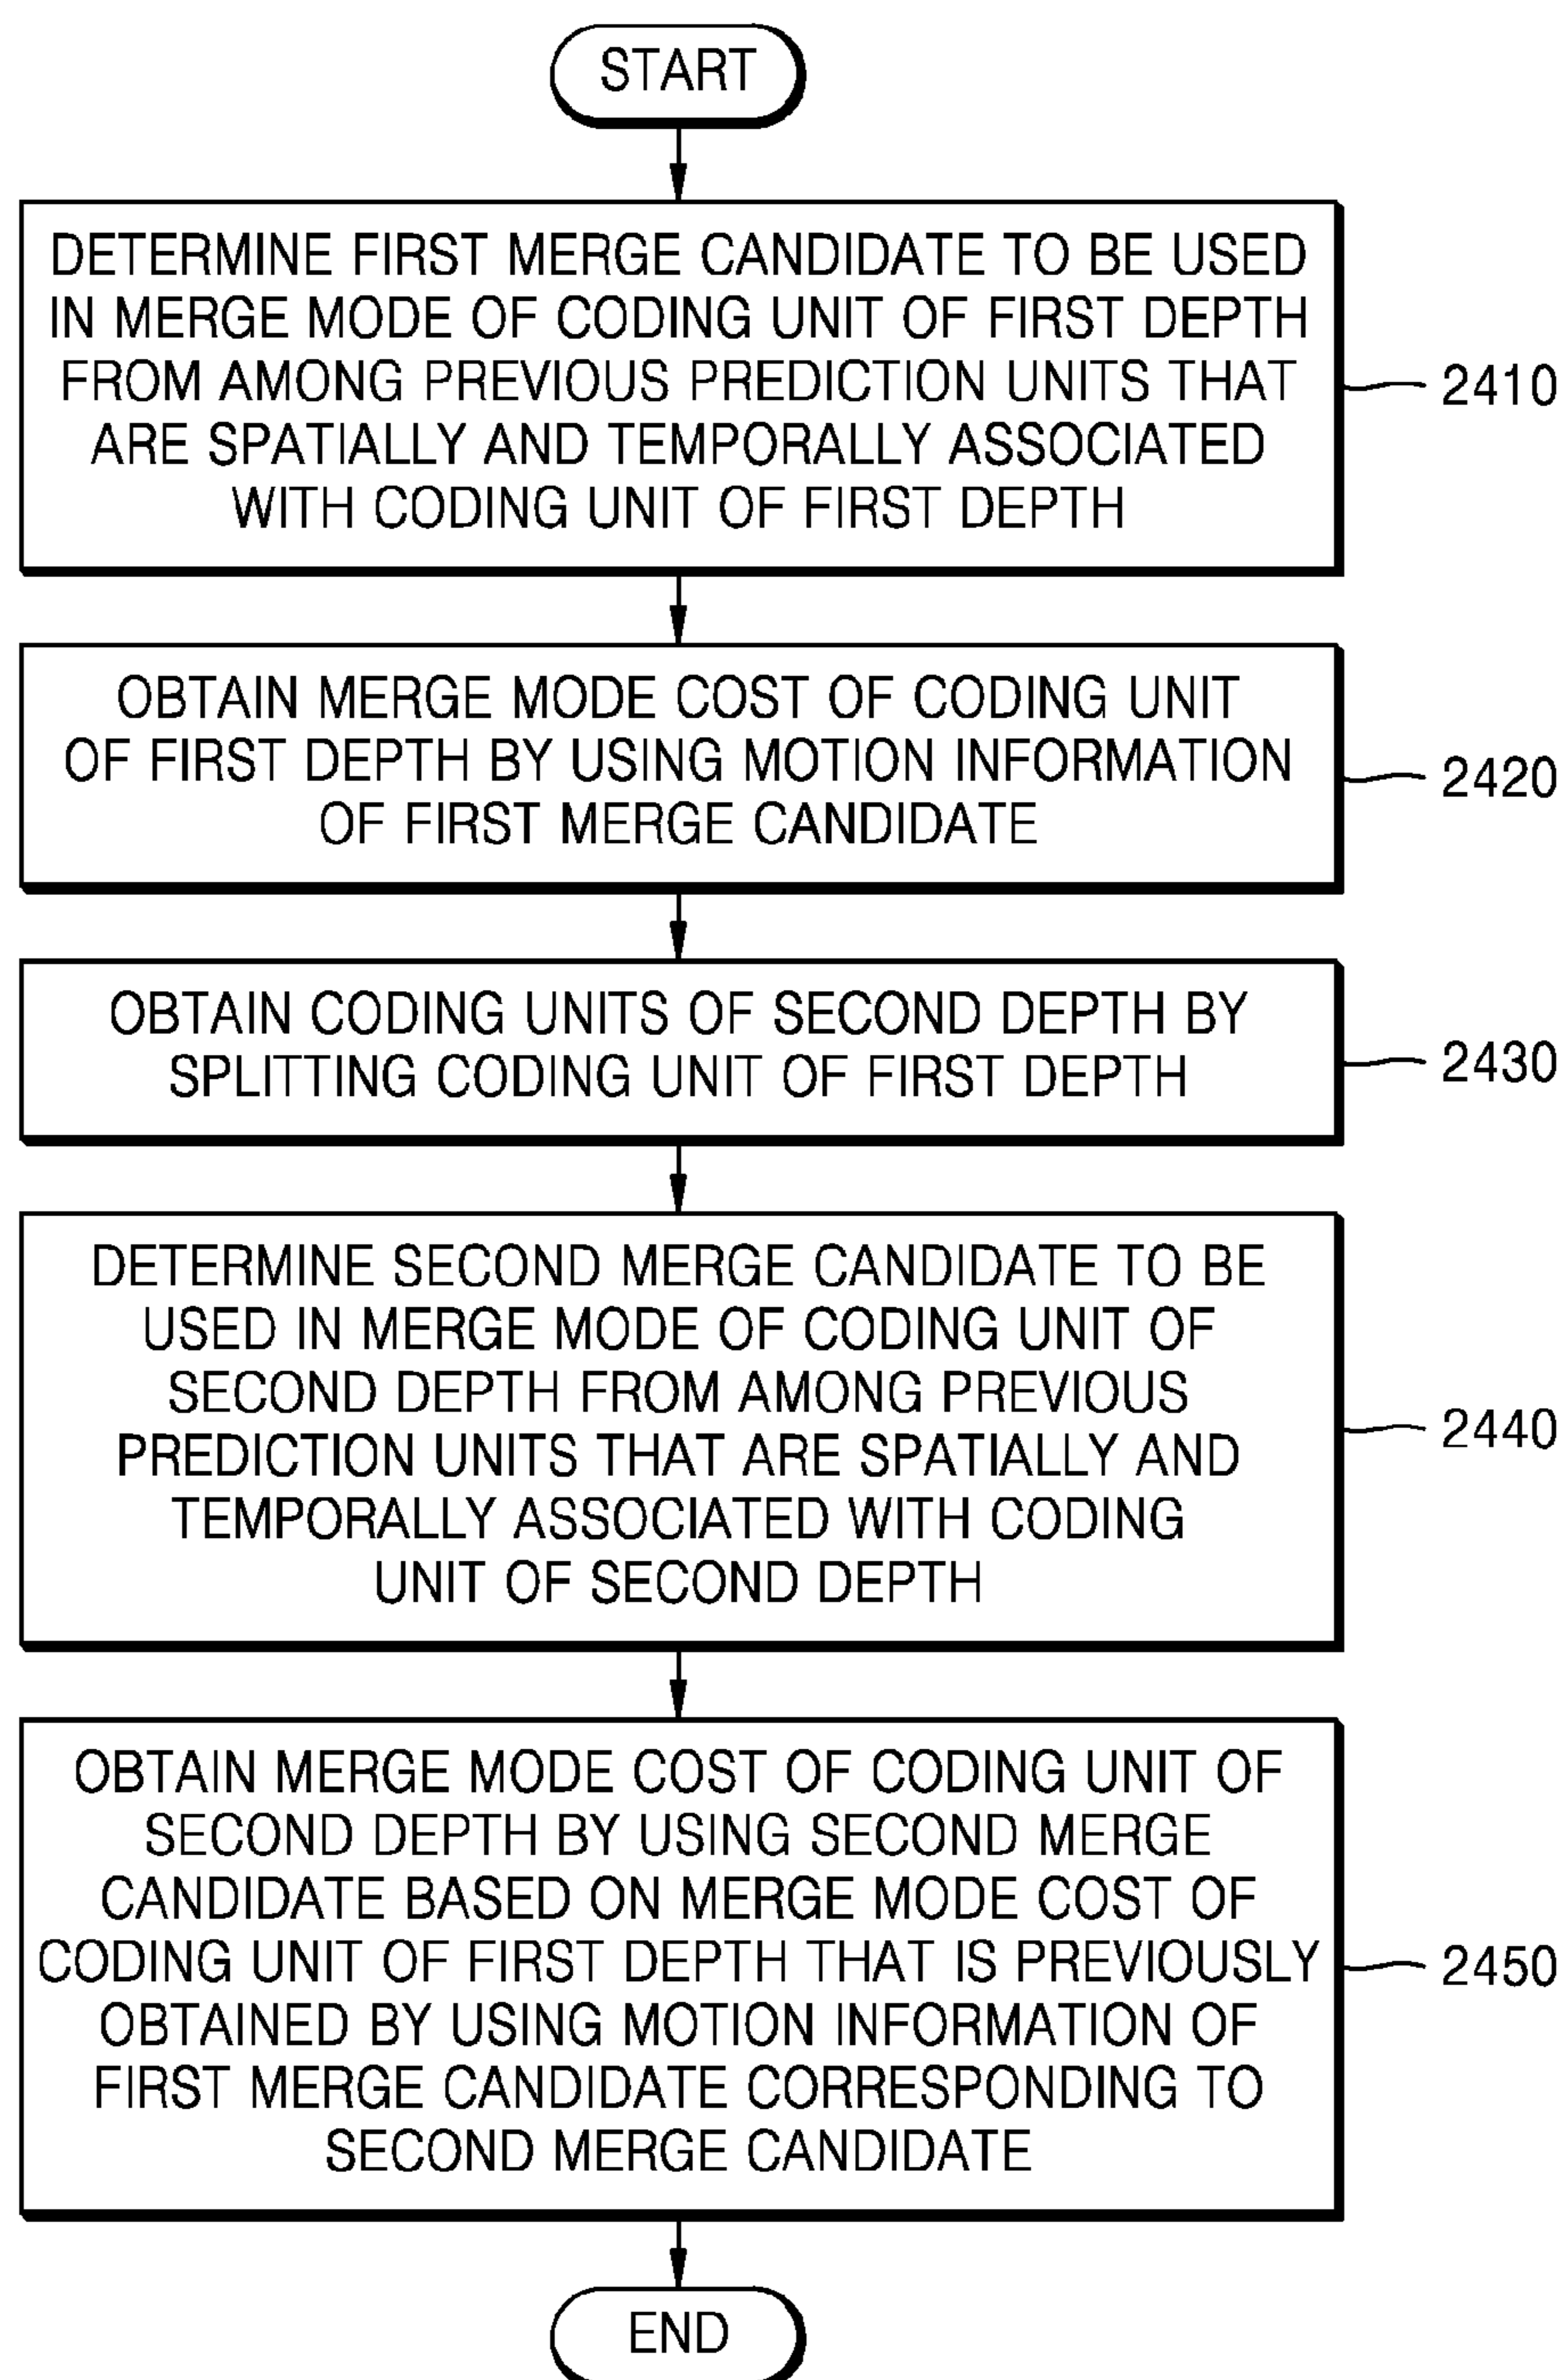 START
DETERMINE FIRST MERGE CANDIDATE TO BE USED
IN MERGE MODE OF CODING UNIT OF FIRST DEPTH
FROM AMONG PREVIOUS PREDICTION UNITS THAT
ARE SPATIALLY AND TEMPORALLY ASSOCIATED
WITH CODING UNIT OF FIRST DEPTH
2410
OBTAIN MERGE MODE COST OF CODING UNIT
OF FIRST DEPTH BY USING MOTION INFORMATION
OF FIRST MERGE CANDIDATE
2420
OBTAIN CODING UNITS OF SECOND DEPTH BY
SPLITTING CODING UNIT OF FIRST DEPTH
2430
DETERMINE SECOND MERGE CANDIDATE TO BE
USED IN MERGE MODE OF CODING UNIT OF
SECOND DEPTH FROM AMONG PREVIOUS
PREDICTION UNITS THAT ARE SPATIALLY AND
TEMPORALLY ASSOCIATED WITH CODING
UNIT OF SECOND DEPTH
2440
OBTAIN MERGE MODE COST OF CODING UNIT OF
SECOND DEPTH BY USING SECOND MERGE
CANDIDATE BASED ON MERGE MODE COST OF
CODING UNIT OF FIRST DEPTH THAT IS PREVIOUSLY
OBTAINED BY USING MOTION INFORMATION OF
FIRST MERGE CANDIDATE CORRESPONDING TO
SECOND MERGE CANDIDATE
2450
END